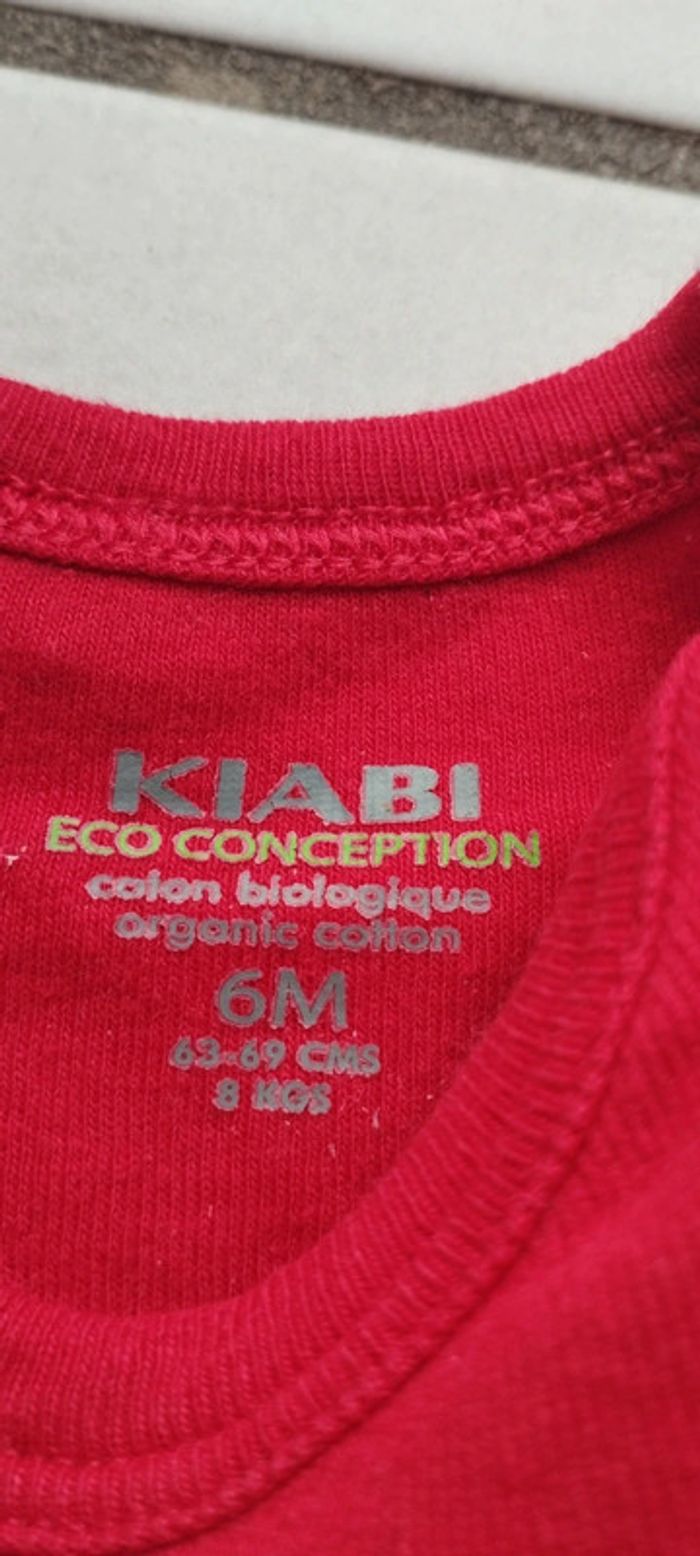 KIABI
ECO CONCEPTION
coton biologique
organic cotton
6M
63-69 CMS
8 KGS